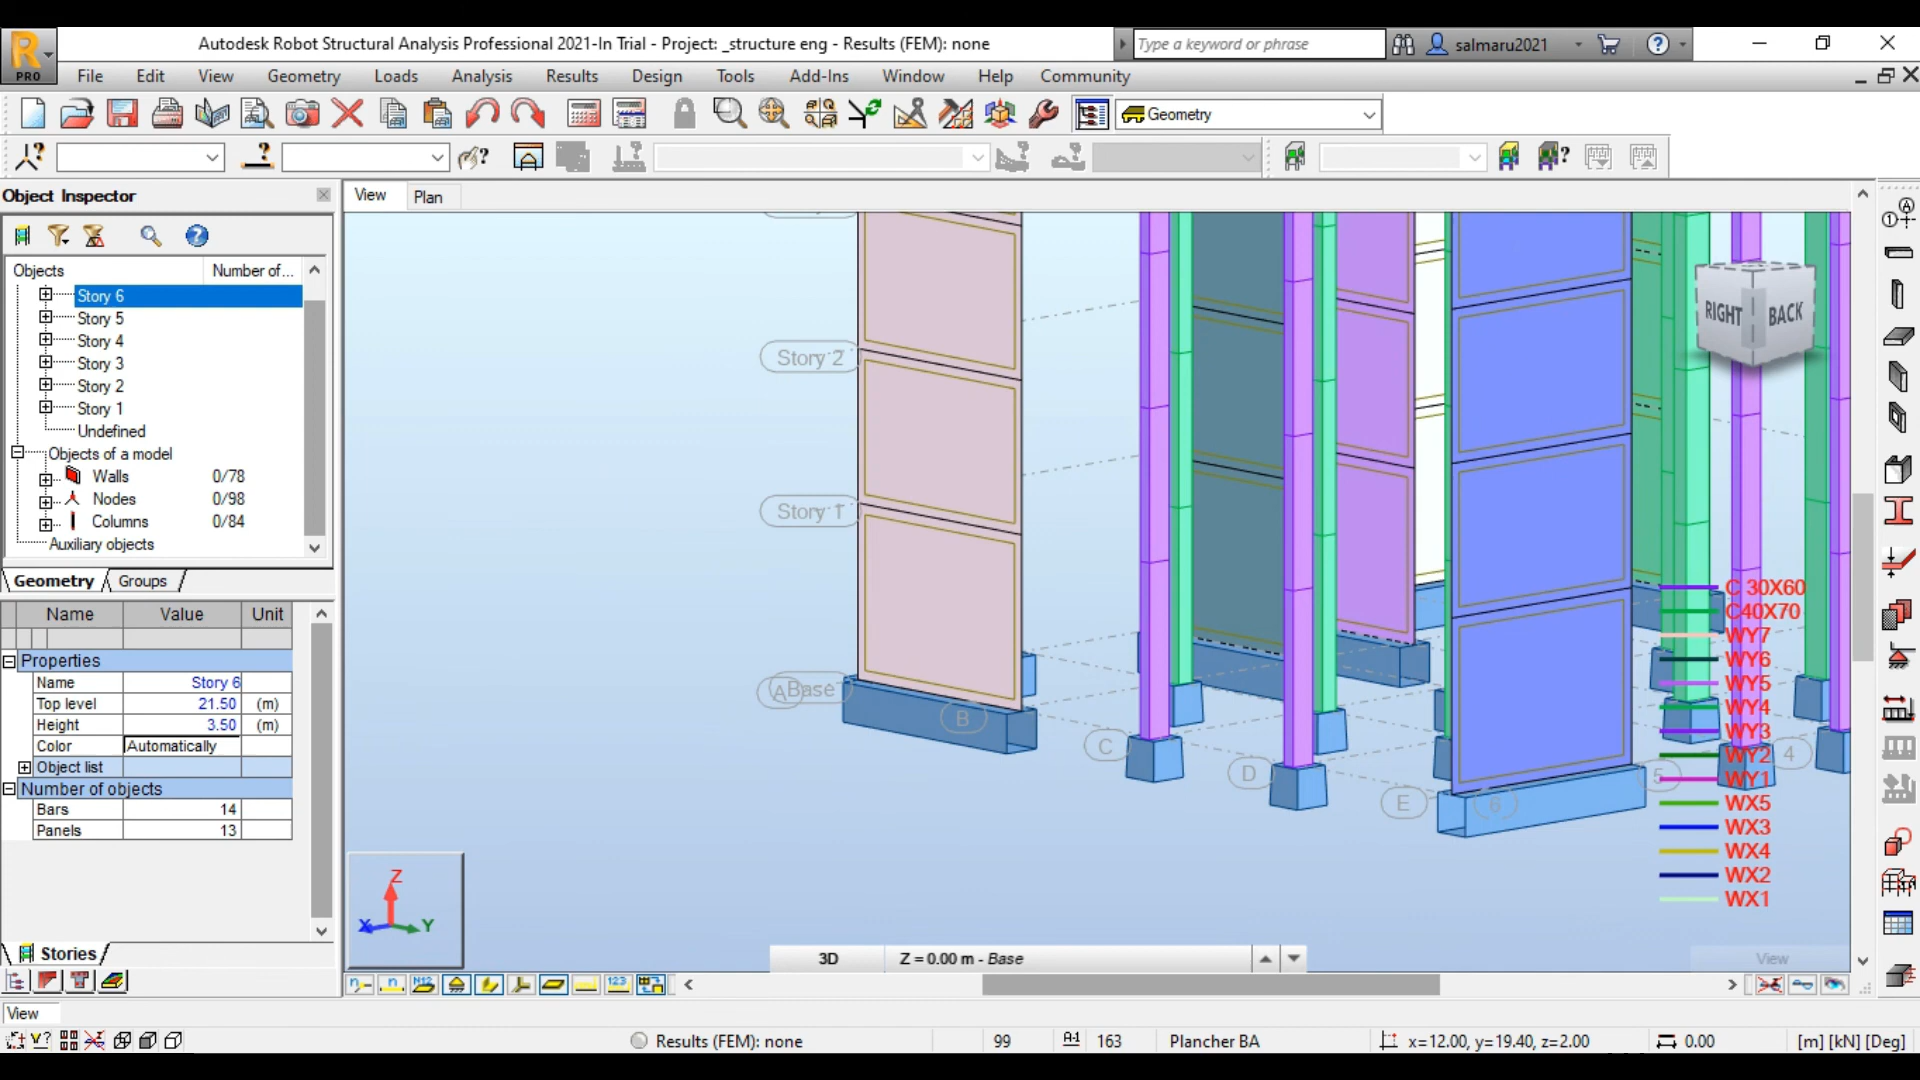 Autodesk Robot Structural Analysis Professional 2021-In Trial - Project: _structure eng - Results (FEM): none
Type a keyword or phrase
salmaru2021
PRO
File Edit View Geometry Loads Analysis Results Design Tools Add-Ins Window Help Community
Geometry
Object Inspector
View Plan
Objects Number of...
Story 6
Story 5
Story 4
Story 3
Story 2
Story 1
Undefined
Objects of a model
Walls 0/78
Nodes 0/98
Columns 0/84
Auxiliary objects
Geometry Groups
Name Value Unit
Properties
Name Story 6
Top level 21.50 (m)
Height 3.50 (m)
Color Automatically
Object list
Number of objects
Bars 14
Panels 13
Stories
Story 2
Story 1
Base
A
B
C
D
E
6
5
4
RIGHT BACK
C 30X60
C40X70
WY7
WY6
WY5
WY4
WY3
WY2
WY1
WX5
WX3
WX4
WX2
WX1
Z
X Y
3D Z = 0.00 m - Base
View
View
Results (FEM): none 99 163 Plancher BA x=12.00, y=19.40, z=2.00 0.00 [m] [kN] [Deg]